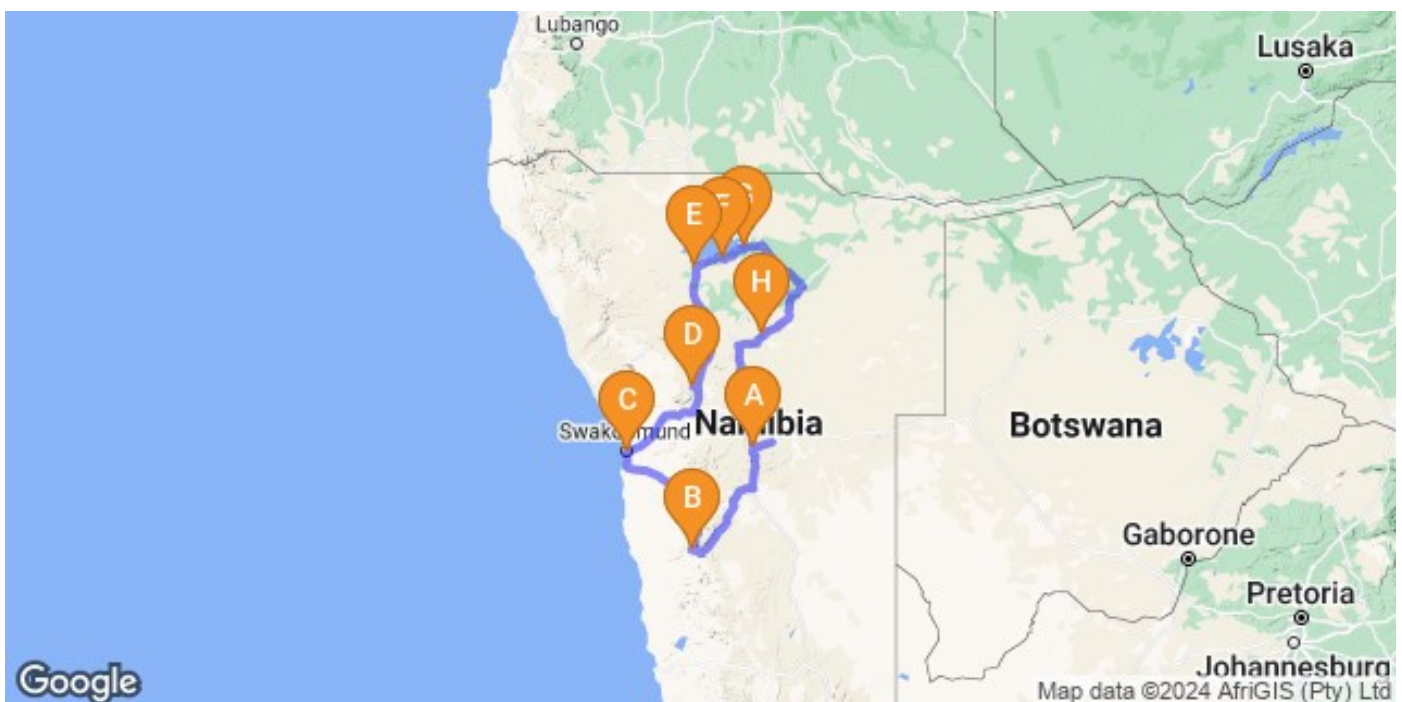 Lubango
Lusaka
G
F
E
H
D
A
C
Namibia
Botswana
Swakopmund
B
Gaborone
Pretoria
Johannesburg
Google
Map data ©2024 AfriGIS (Pty) Ltd